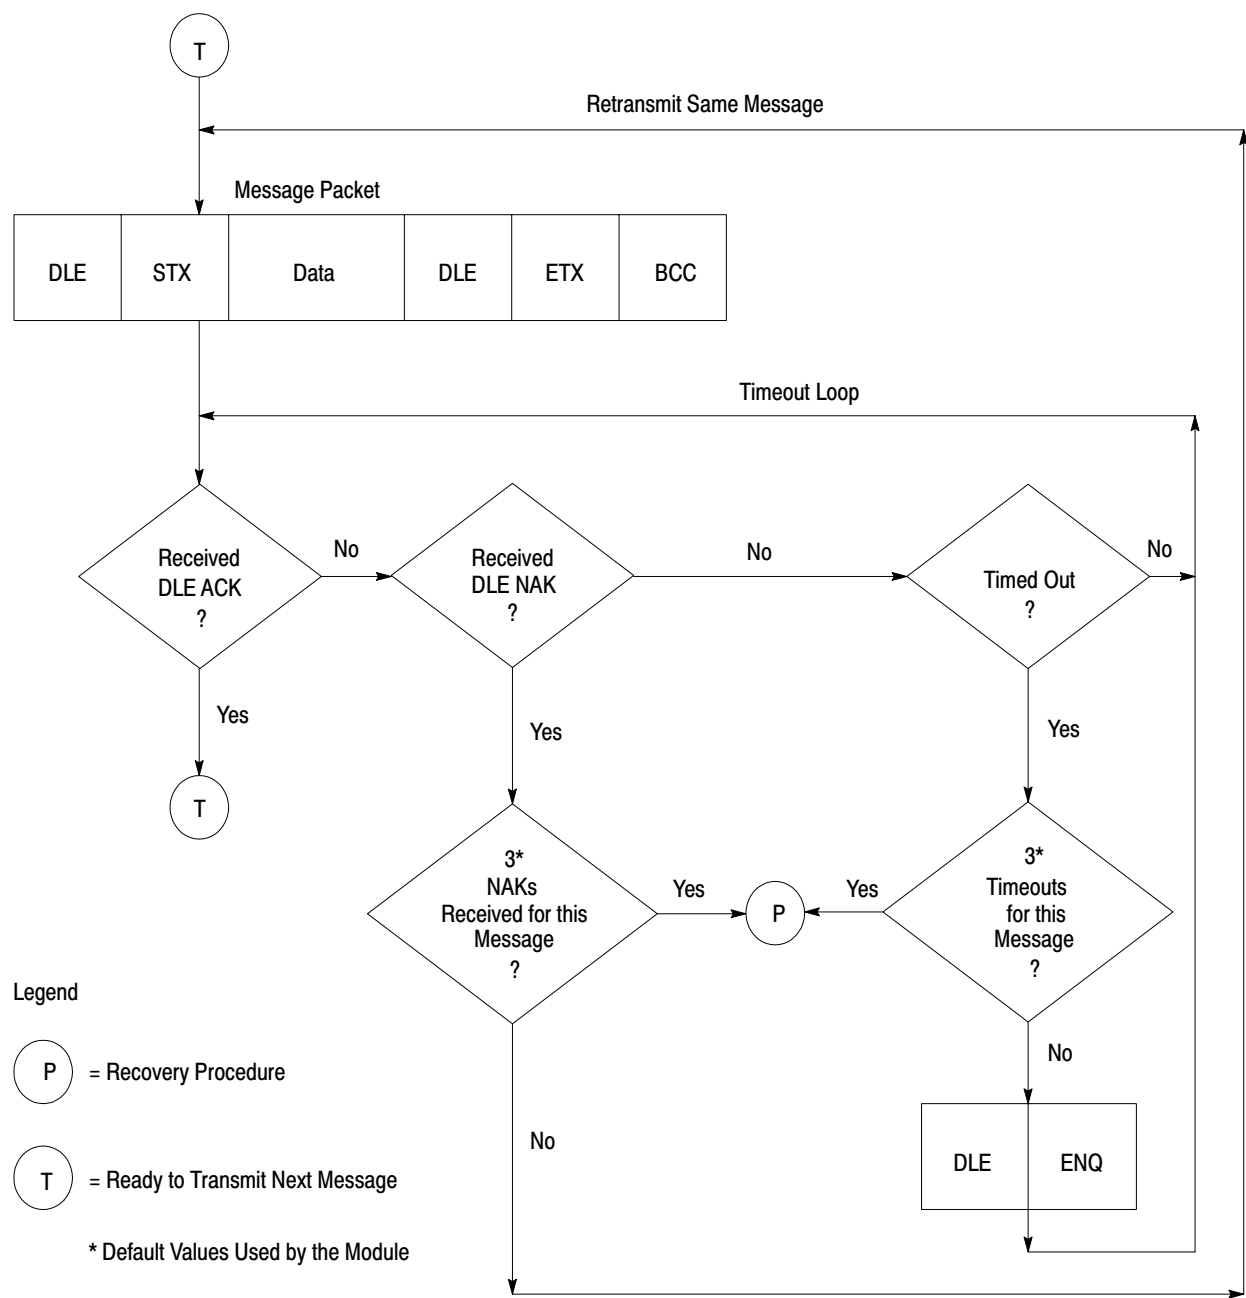 T
Retransmit Same Message
Message Packet
DLE STX Data DLE ETX BCC
Timeout Loop
Received
DLE ACK
?
No
Received
DLE NAK
?
No
Timed Out
?
No
Yes
T
Yes
Yes
3*
NAKs
Received for this
Message
?
Yes
P
Yes
3*
Timeouts
for this
Message
?
No
No
DLE ENQ
Legend
P = Recovery Procedure
T = Ready to Transmit Next Message
* Default Values Used by the Module